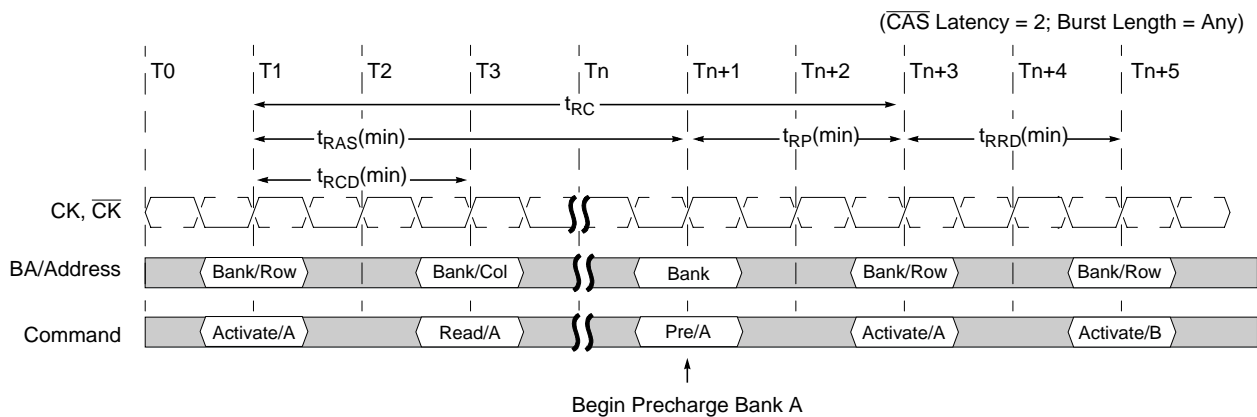 (CAS Latency = 2; Burst Length = Any)
T0 T1 T2 T3 Tn Tn+1 Tn+2 Tn+3 Tn+4 Tn+5
tRC
tRAS(min) tRP(min) tRRD(min)
tRCD(min)
CK, CK
BA/Address Bank/Row Bank/Col Bank Bank/Row Bank/Row
Command Activate/A Read/A Pre/A Activate/A Activate/B
Begin Precharge Bank A